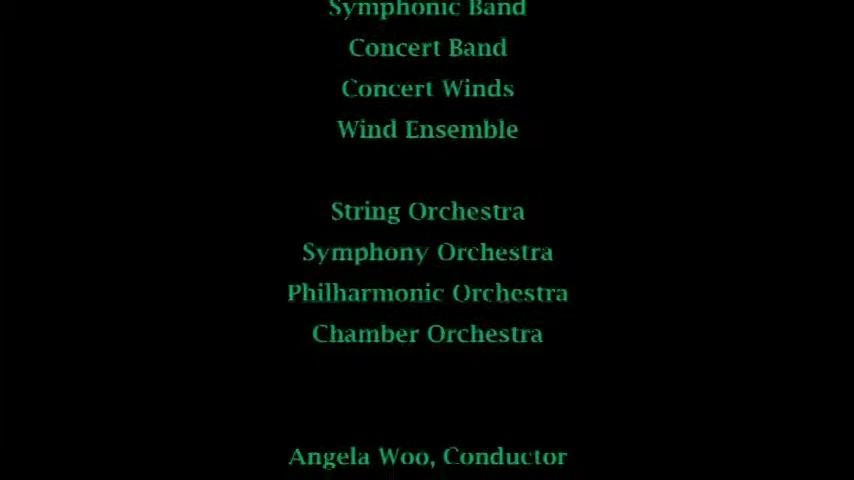 Symphonic Band
Concert Band
Concert Winds
Wind Ensemble
String Orchestra
Symphony Orchestra
Philharmonic Orchestra
Chamber Orchestra
Angela Woo, Conductor